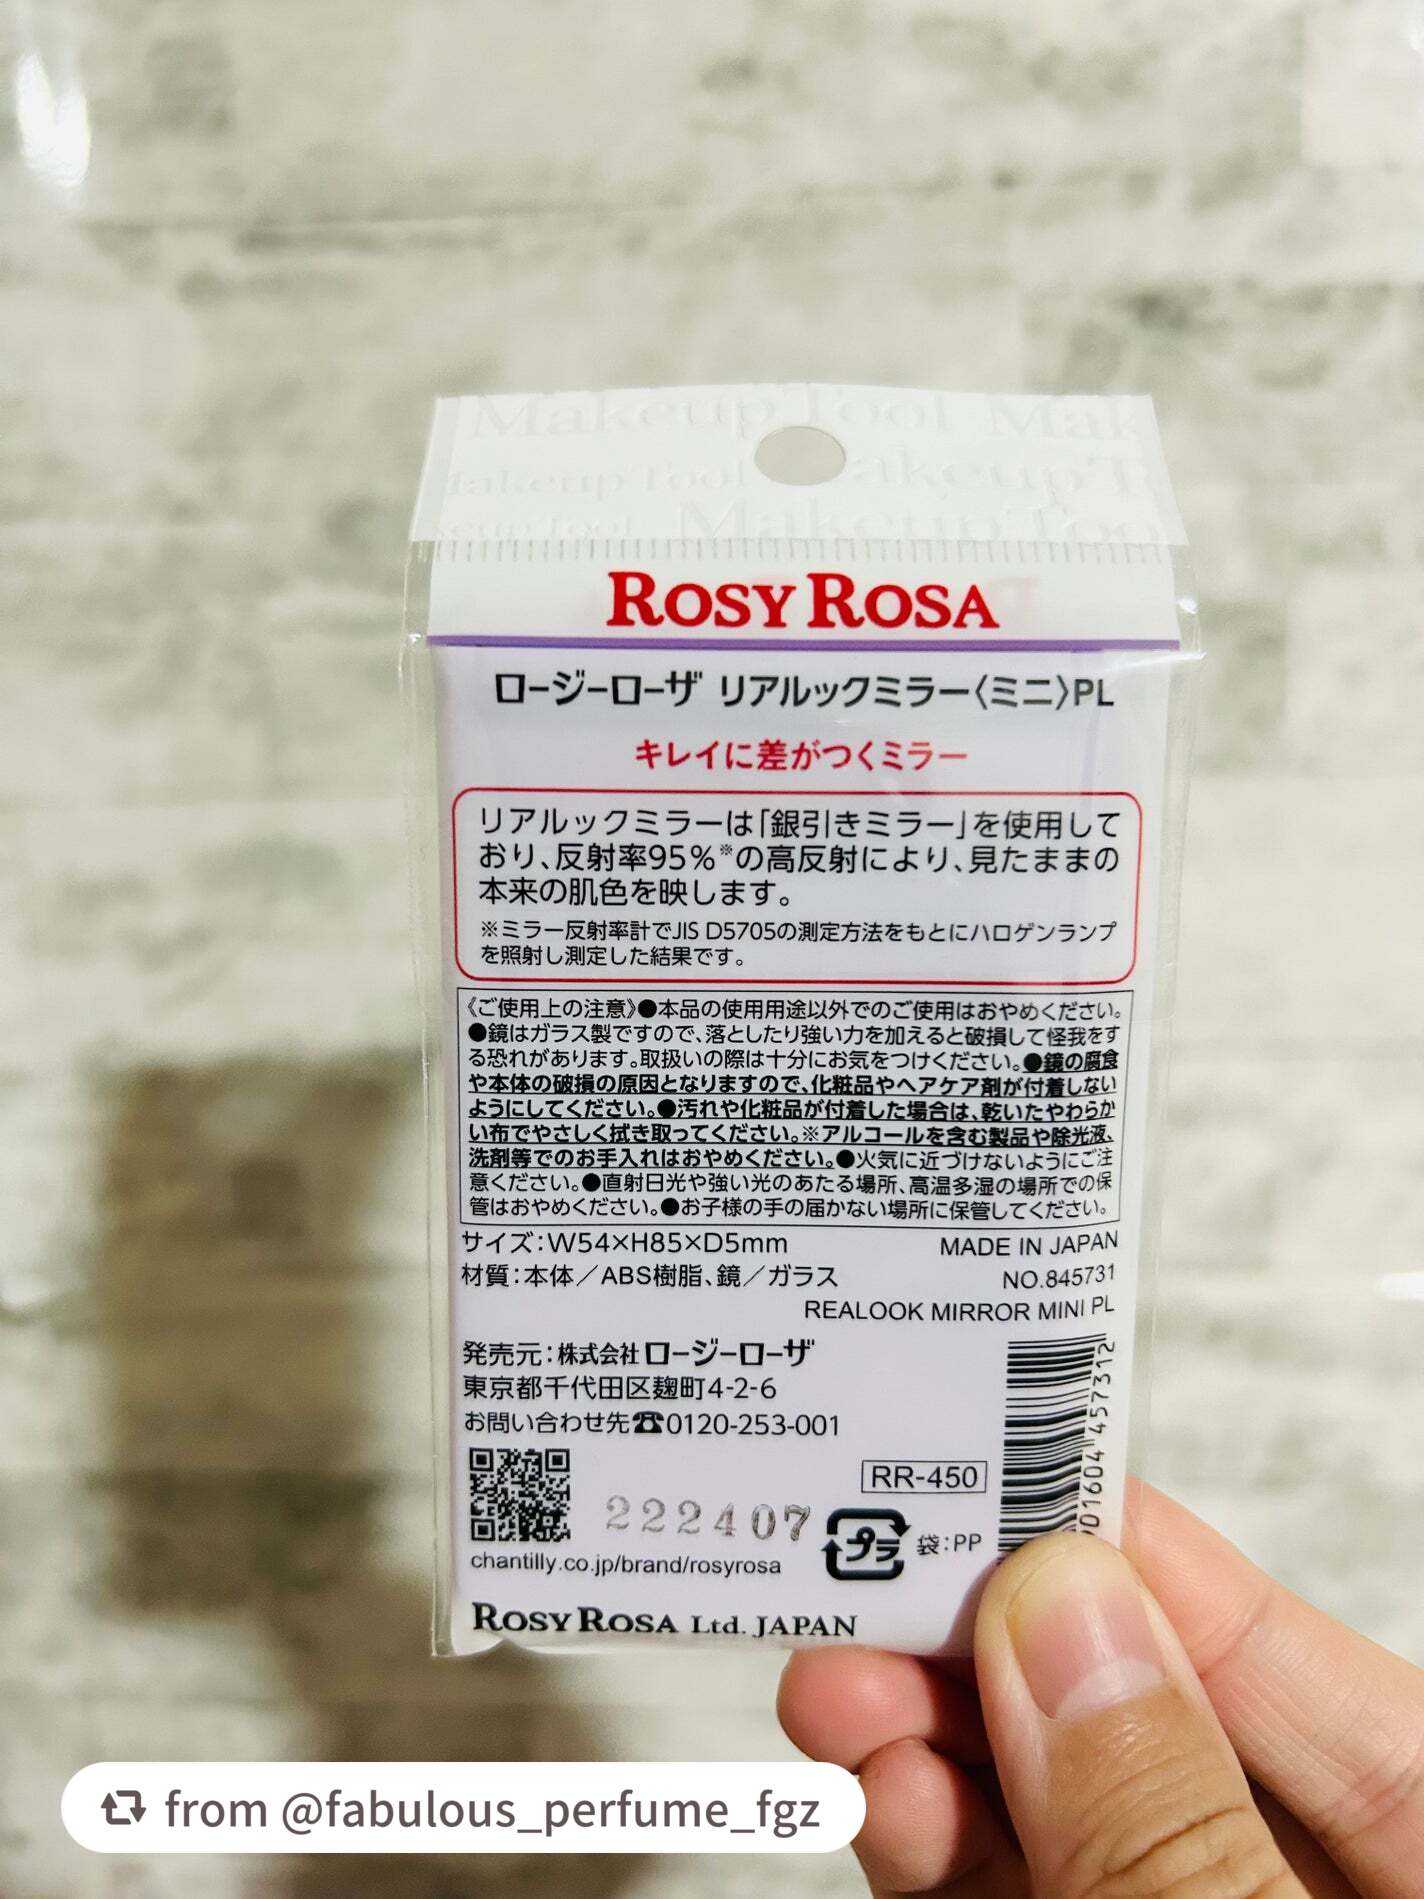 Makeup Tool Mak
Makeup Tool Makeup T
Makeup Tool Makeup Too
ROSY ROSA
ロージーローザ リアルックミラー〈ミニ〉PL
キレイに差がつくミラー
リアルックミラーは「銀引きミラー」を使用して
おり、反射率95%※の高反射により、見たままの
本来の肌色を映します。
※ミラー反射率計でJIS D5705の測定方法をもとにハロゲンランプ
を照射し測定した結果です。
《ご使用上の注意》●本品の使用用途以外でのご使用はおやめください。
●鏡はガラス製ですので、落としたり強い力を加えると破損して怪我をす
る恐れがあります。取扱いの際は十分にお気をつけください。●鏡の腐食
や本体の破損の原因となりますので、化粧品やヘアケア剤が付着しない
ようにしてください。●汚れや化粧品が付着した場合は、乾いたやわらか
い布でやさしく拭き取ってください。※アルコールを含む製品や除光液、
洗剤等でのお手入れはおやめください。●火気に近づけないようにご注
意ください。●直射日光や強い光のあたる場所、高温多湿の場所での保
管はおやめください。●お子様の手の届かない場所に保管してください。
サイズ：W54×H85×D5mm MADE IN JAPAN
材質：本体／ABS樹脂、鏡／ガラス NO.845731
REALOOK MIRROR MINI PL
発売元：株式会社ロージーローザ
東京都千代田区麹町4-2-6
お問い合わせ先☎0120-253-001
901604 457312
RR-450
222407
プラ 袋：PP
chantilly.co.jp/brand/rosyrosa
ROSY ROSA Ltd. JAPAN
from @fabulous_perfume_fgz